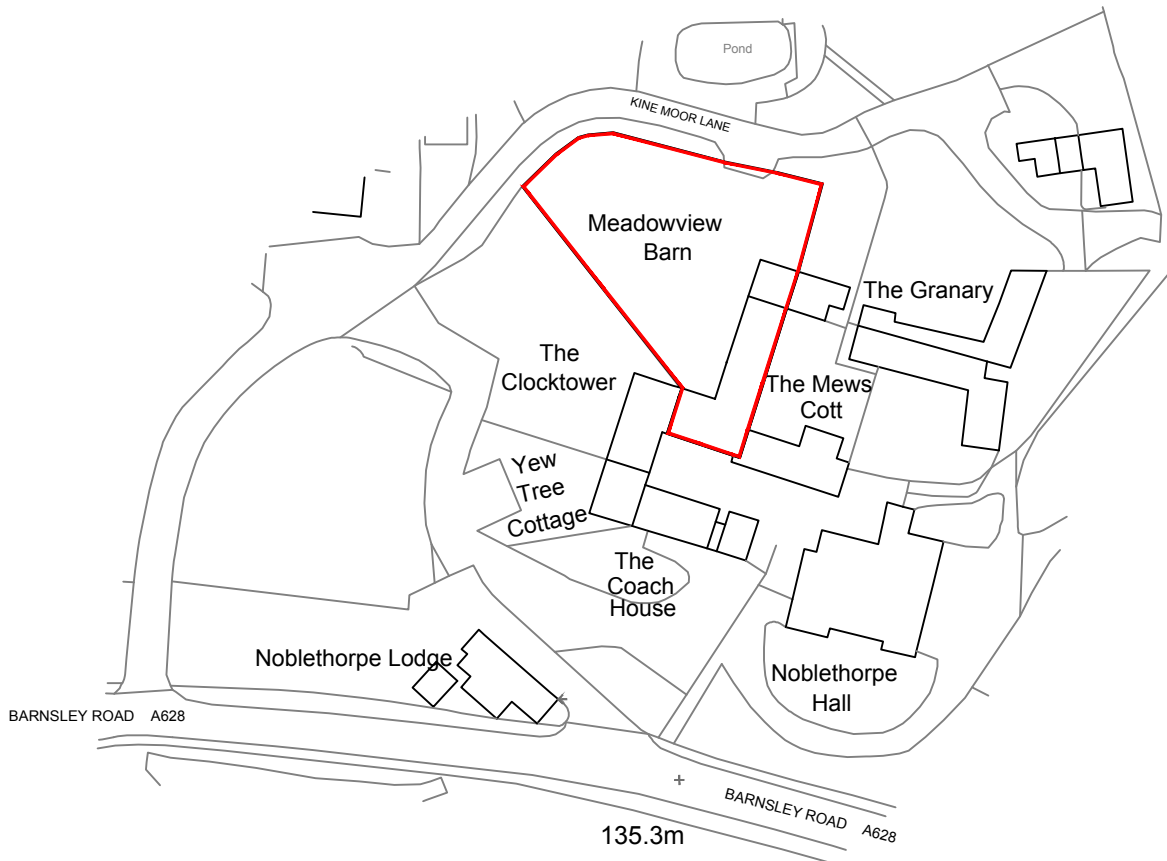 Pond
KINE MOOR LANE
Meadowview
Barn
The Granary
The
Clocktower
The Mews
Cott
Yew
Tree
Cottage
The
Coach
House
Noblethorpe Lodge
Noblethorpe
Hall
BARNSLEY ROAD A628
BARNSLEY ROAD A628
135.3m